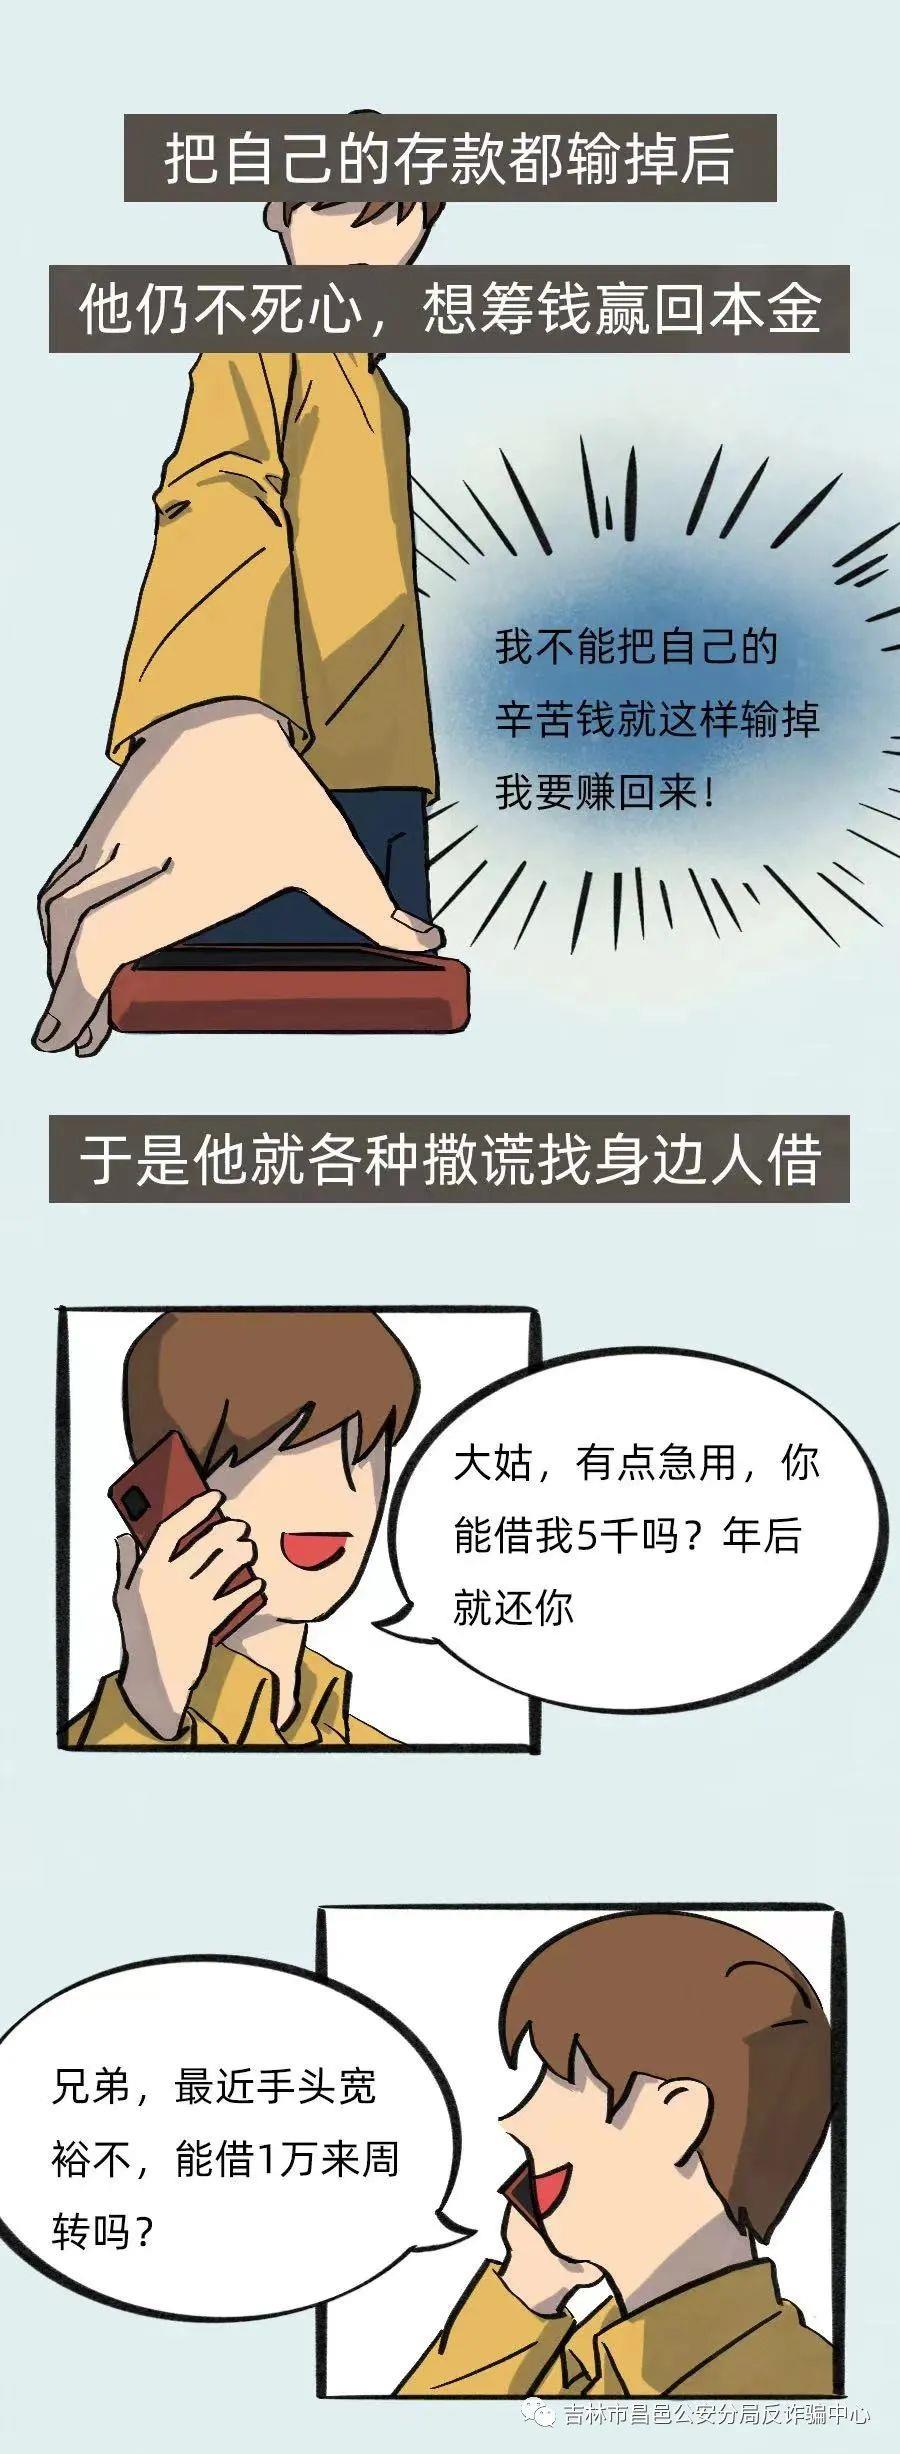 把自己的存款都输掉后
他仍不死心，想筹钱赢回本金
我不能把自己的
辛苦钱就这样输掉
我要赚回来！
于是他就各种撒谎找身边人借
大姑，有点急用，你
能借我5千吗？年后
就还你
兄弟，最近手头宽
裕不，能借1万来周
转吗？
吉林市昌邑公安分局反诈骗中心